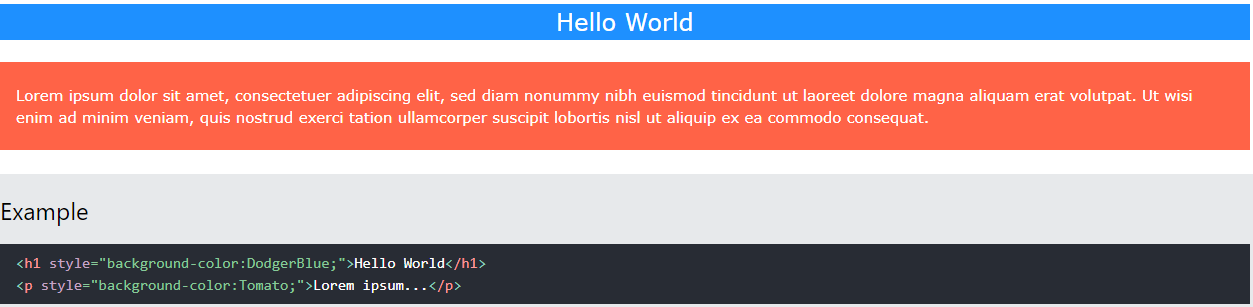 Hello World
Lorem ipsum dolor sit amet, consectetuer adipiscing elit, sed diam nonummy nibh euismod tincidunt ut laoreet dolore magna aliquam erat volutpat. Ut wisi
enim ad minim veniam, quis nostrud exerci tation ullamcorper suscipit lobortis nisl ut aliquip ex ea commodo consequat.
Example
<h1 style="background-color:DodgerBlue;">Hello World</h1>
<p style="background-color:Tomato;">Lorem ipsum...</p>